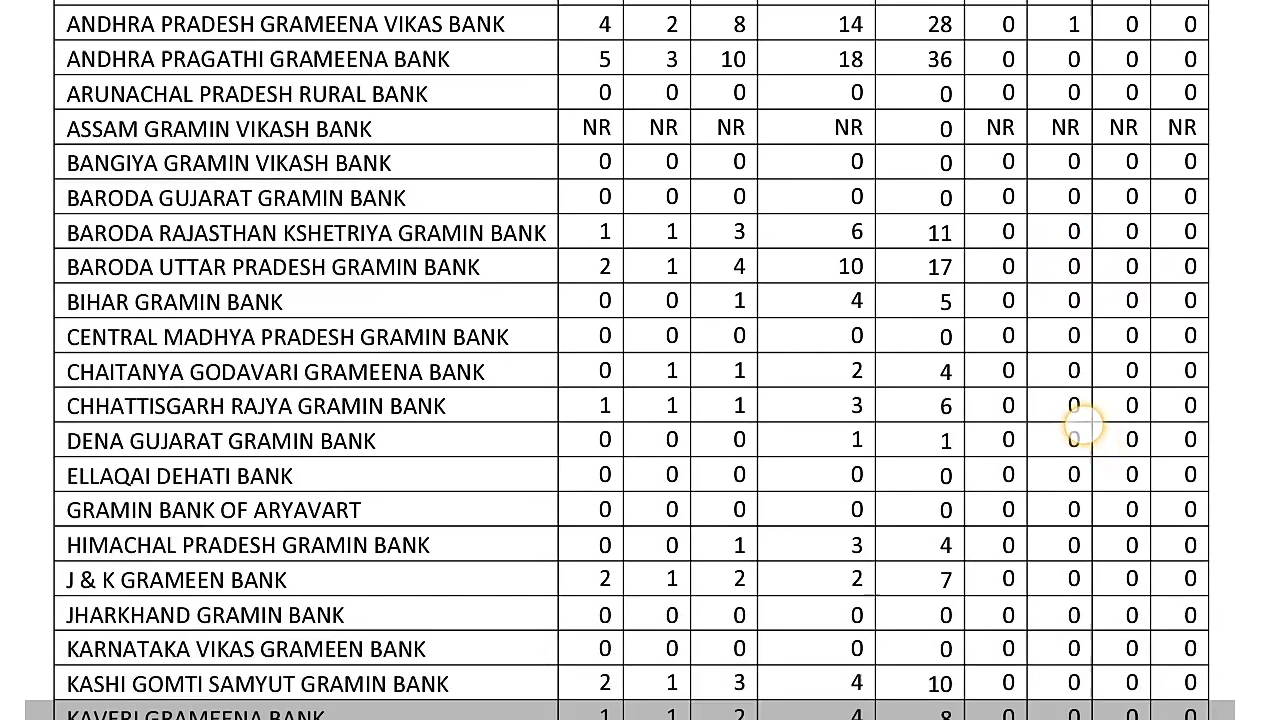 ANDHRA PRADESH GRAMEENA VIKAS BANK 4 2 8 14 28 0 1 0 0
ANDHRA PRAGATHI GRAMEENA BANK 5 3 10 18 36 0 0 0 0
ARUNACHAL PRADESH RURAL BANK 0 0 0 0 0 0 0 0 0
ASSAM GRAMIN VIKASH BANK NR NR NR NR 0 NR NR NR NR
BANGIYA GRAMIN VIKASH BANK 0 0 0 0 0 0 0 0 0
BARODA GUJARAT GRAMIN BANK 0 0 0 0 0 0 0 0 0
BARODA RAJASTHAN KSHETRIYA GRAMIN BANK 1 1 3 6 11 0 0 0 0
BARODA UTTAR PRADESH GRAMIN BANK 2 1 4 10 17 0 0 0 0
BIHAR GRAMIN BANK 0 0 1 4 5 0 0 0 0
CENTRAL MADHYA PRADESH GRAMIN BANK 0 0 0 0 0 0 0 0 0
CHAITANYA GODAVARI GRAMEENA BANK 0 1 1 2 4 0 0 0 0
CHHATTISGARH RAJYA GRAMIN BANK 1 1 1 3 6 0 0 0 0
DENA GUJARAT GRAMIN BANK 0 0 0 1 1 0 0 0 0
ELLAQAI DEHATI BANK 0 0 0 0 0 0 0 0 0
GRAMIN BANK OF ARYAVART 0 0 0 0 0 0 0 0 0
HIMACHAL PRADESH GRAMIN BANK 0 0 1 3 4 0 0 0 0
J & K GRAMEEN BANK 2 1 2 2 7 0 0 0 0
JHARKHAND GRAMIN BANK 0 0 0 0 0 0 0 0 0
KARNATAKA VIKAS GRAMEEN BANK 0 0 0 0 0 0 0 0 0
KASHI GOMTI SAMYUT GRAMIN BANK 2 1 3 4 10 0 0 0 0
KAVERI GRAMEENA BANK 1 1 2 4 8 0 0 0 0